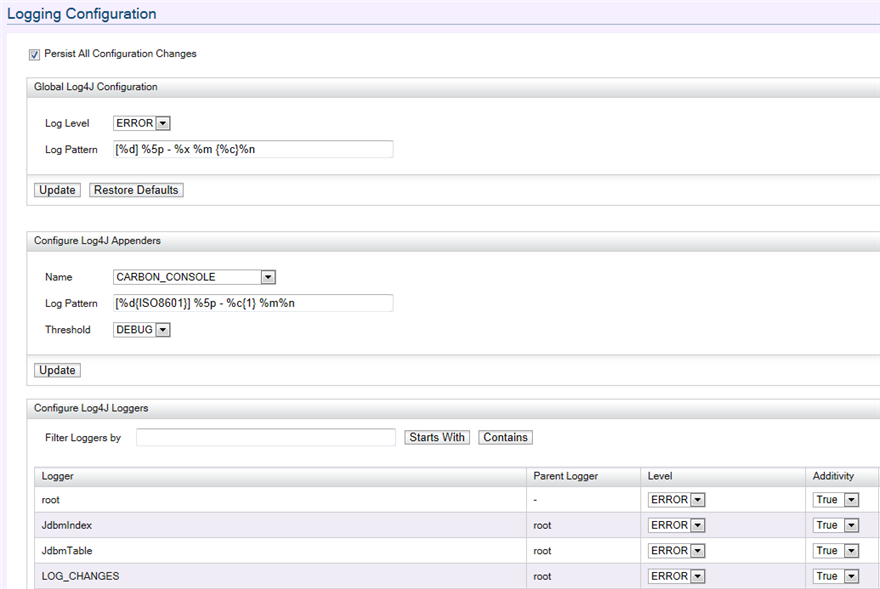 Logging Configuration
Persist All Configuration Changes
Global Log4J Configuration
Log Level ERROR
Log Pattern [%d] %5p - %x %m {%c}%n
Update Restore Defaults
Configure Log4J Appenders
Name CARBON_CONSOLE
Log Pattern [%d{ISO8601}] %5p - %c{1} %m%n
Threshold DEBUG
Update
Configure Log4J Loggers
Filter Loggers by Starts With Contains
Logger Parent Logger Level Additivity
root - ERROR True
JdbmIndex root ERROR True
JdbmTable root ERROR True
LOG_CHANGES root ERROR True